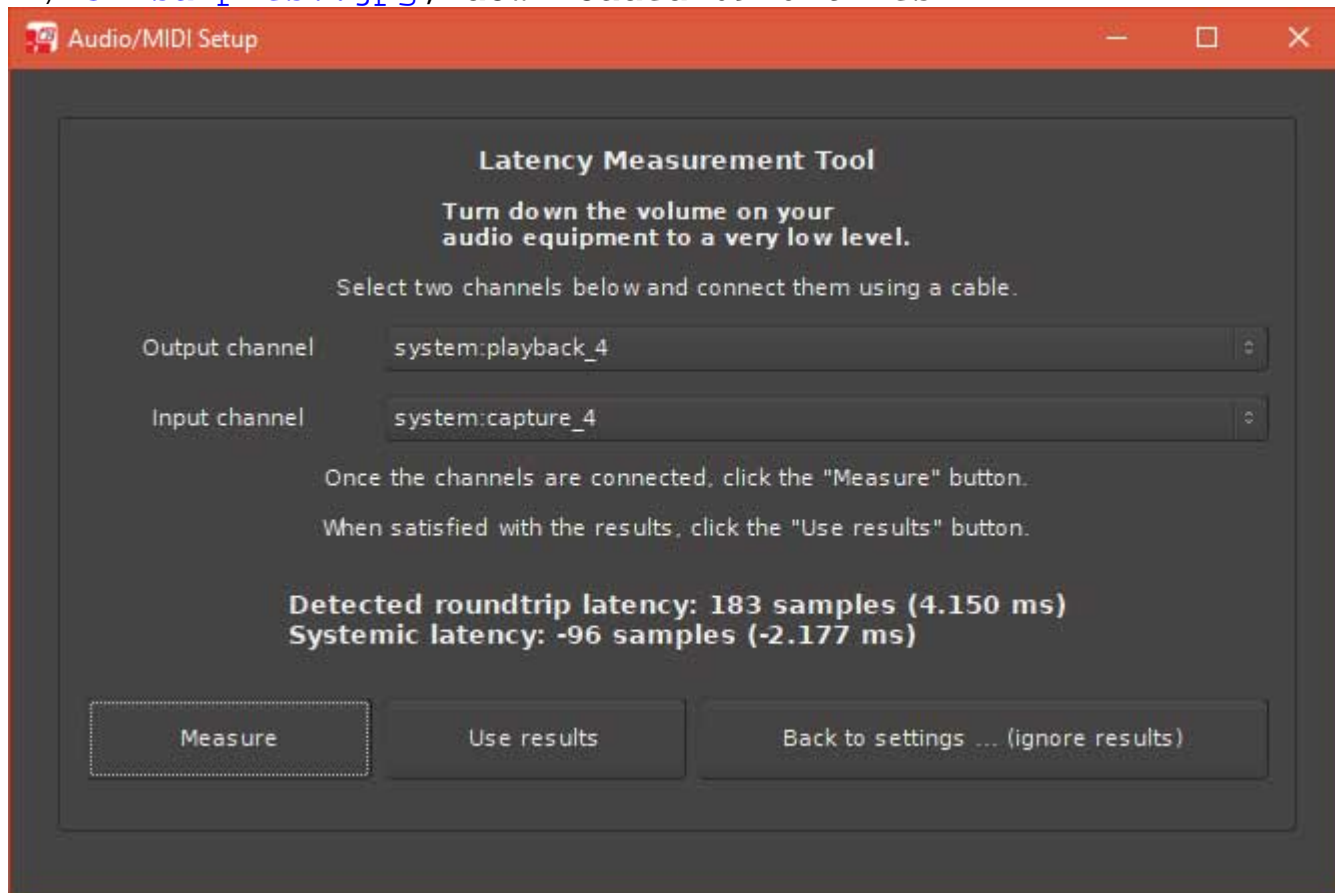 Audio/MIDI Setup
Latency Measurement Tool
Turn down the volume on your
audio equipment to a very low level.
Select two channels below and connect them using a cable.
Output channel system:playback_4
Input channel system:capture_4
Once the channels are connected, click the "Measure" button.
When satisfied with the results, click the "Use results" button.
Detected roundtrip latency: 183 samples (4.150 ms)
Systemic latency: -96 samples (-2.177 ms)
Measure Use results Back to settings ... (ignore results)